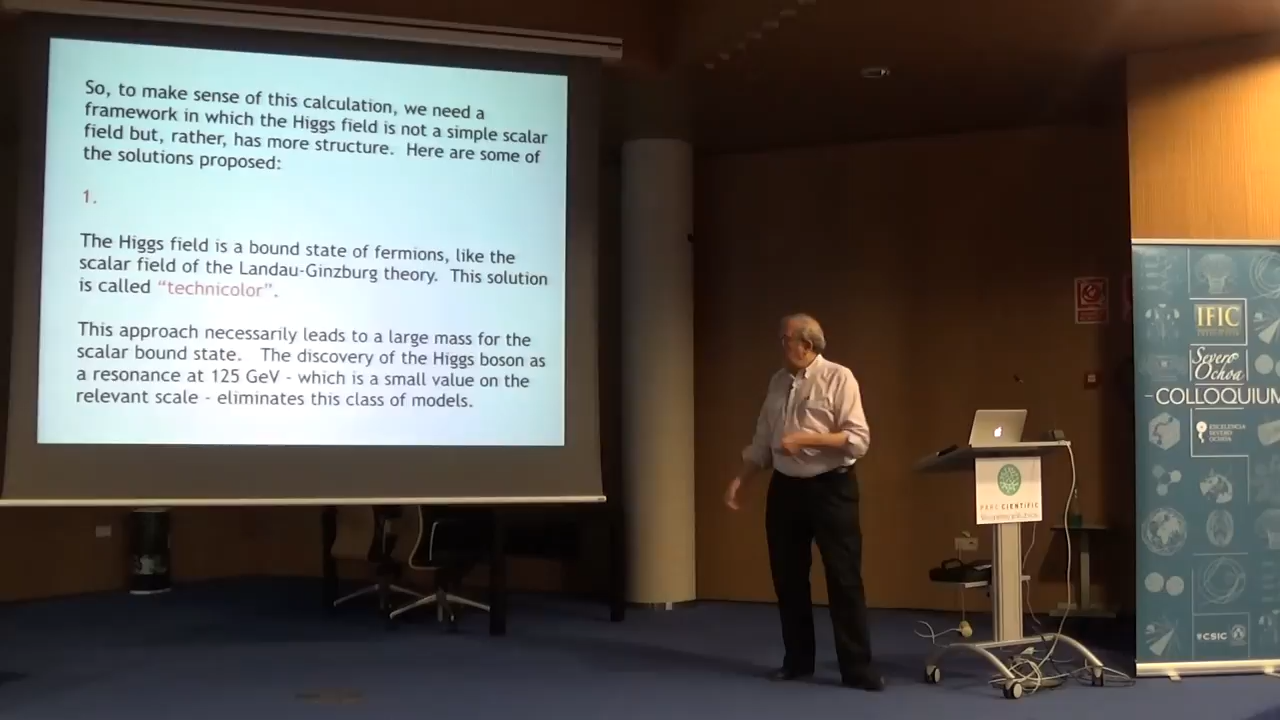 So, to make sense of this calculation, we need a
framework in which the Higgs field is not a simple scalar
field but, rather, has more structure. Here are some of
the solutions proposed:
1.
The Higgs field is a bound state of fermions, like the
scalar field of the Landau-Ginzburg theory. This solution
is called “technicolor”.
This approach necessarily leads to a large mass for the
scalar bound state. The discovery of the Higgs boson as
a resonance at 125 GeV - which is a small value on the
relevant scale - eliminates this class of models.
PARC CIENTÍFIC
IFIC
Severo
Ochoa
COLLOQUIUM
EXCELENCIA
SEVERO
OCHOA
CSIC